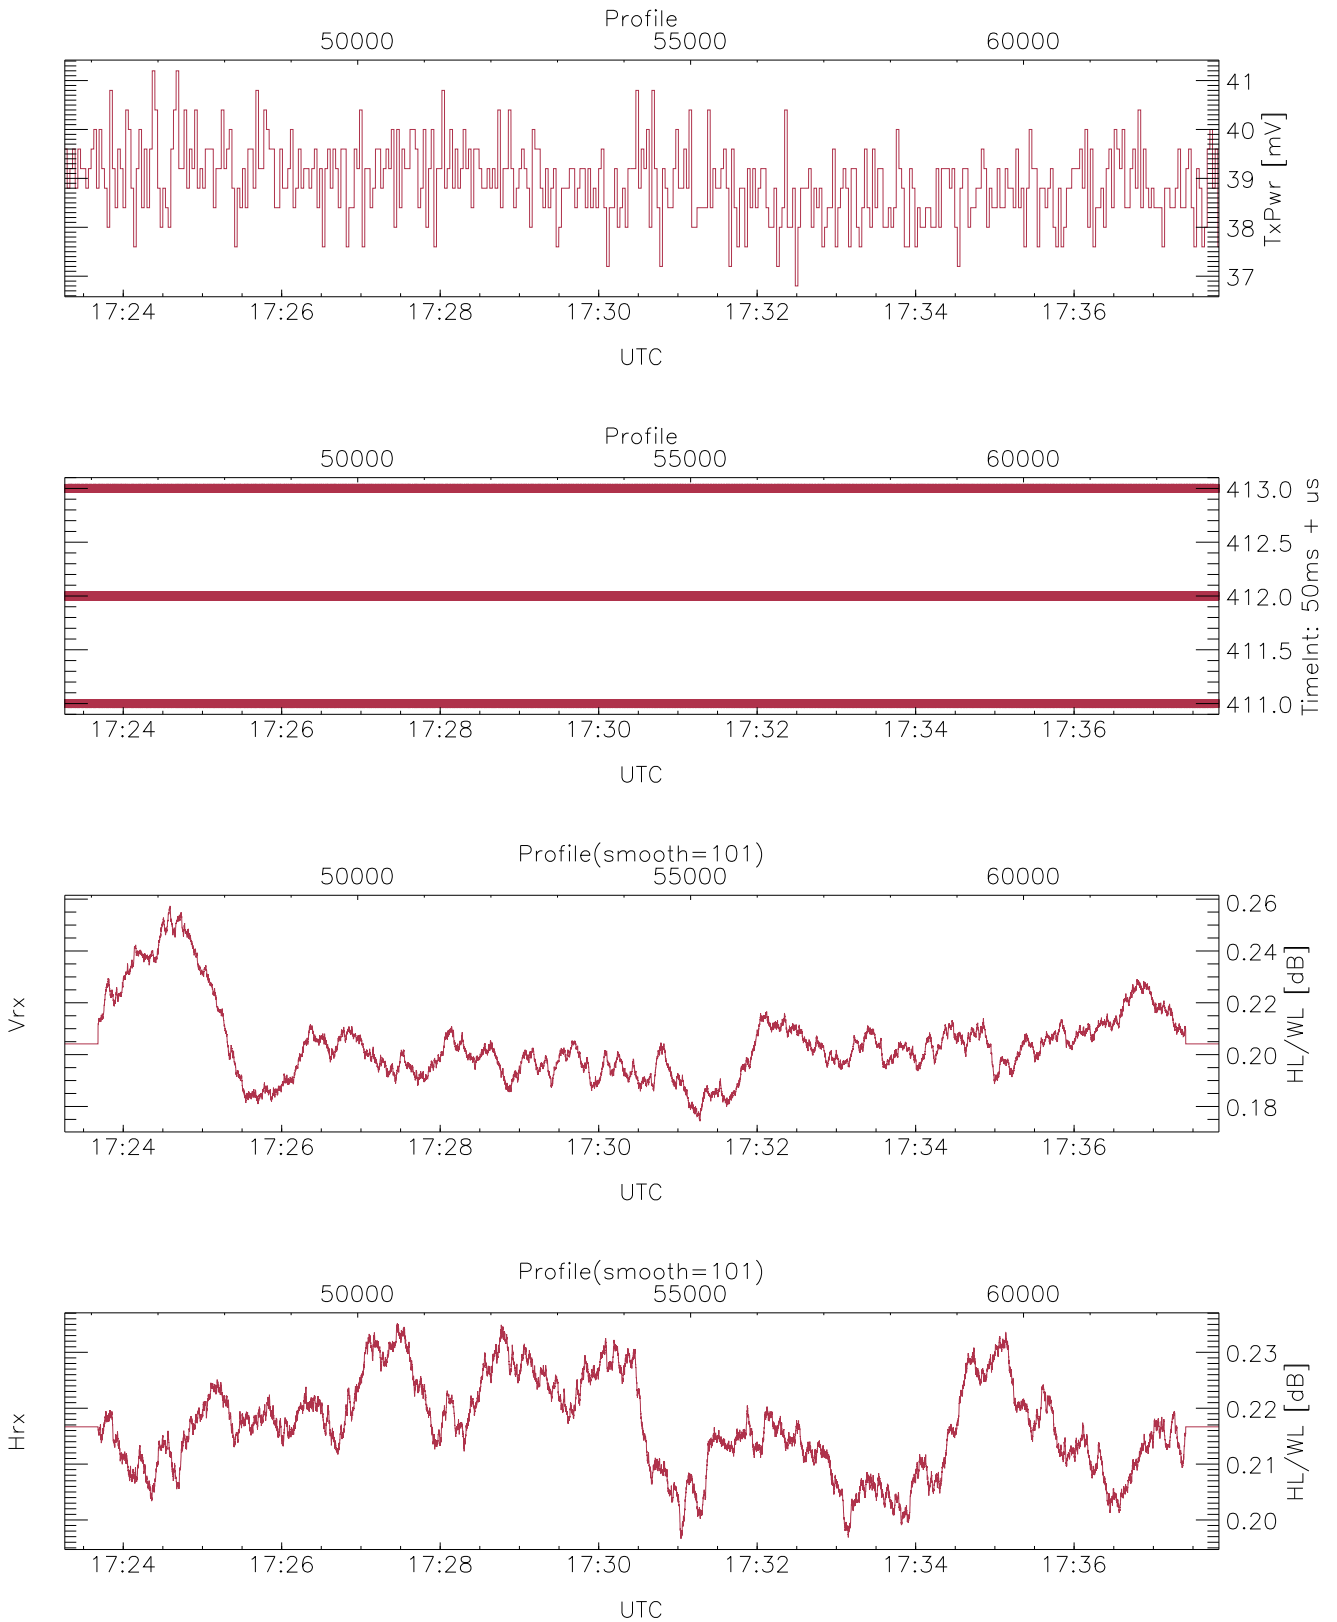 Profile
50000 55000 60000
41
40
39
38
37
TxPwr [mV]
17:24 17:26 17:28 17:30 17:32 17:34 17:36
UTC
Profile
50000 55000 60000
413.0
412.5
412.0
411.5
411.0
TimeInt: 50ms + us
17:24 17:26 17:28 17:30 17:32 17:34 17:36
UTC
Profile(smooth=101)
50000 55000 60000
Vrx
0.26
0.24
0.22
0.20
0.18
HL/WL [dB]
17:24 17:26 17:28 17:30 17:32 17:34 17:36
UTC
Profile(smooth=101)
50000 55000 60000
Hrx
0.23
0.22
0.21
0.20
HL/WL [dB]
17:24 17:26 17:28 17:30 17:32 17:34 17:36
UTC